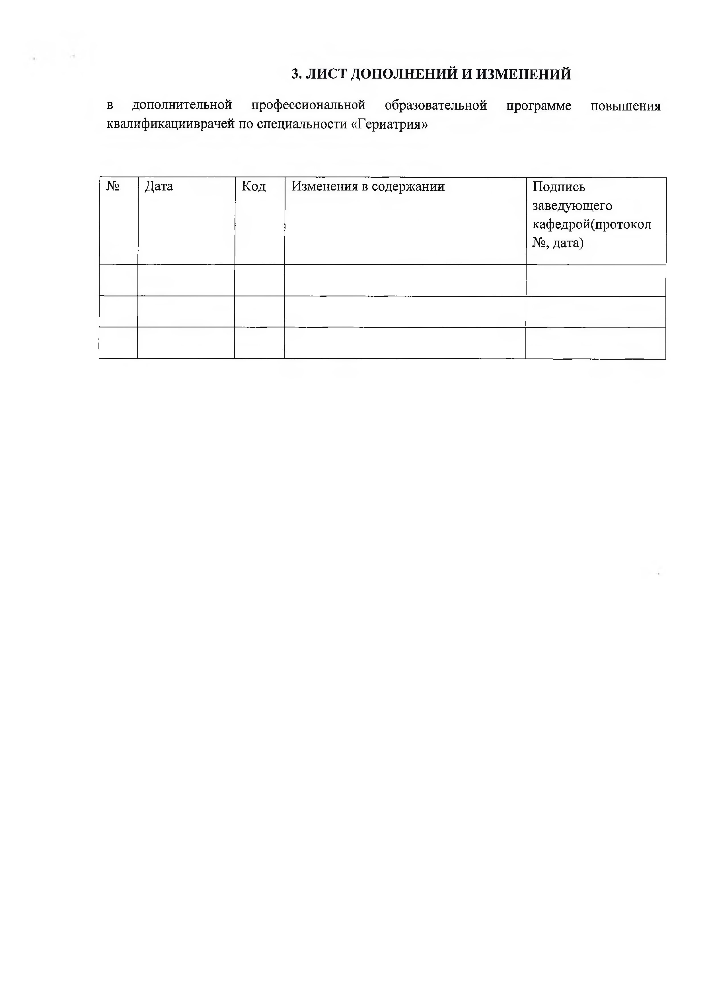 3. ЛИСТ ДОПОЛНЕНИЙ И ИЗМЕНЕНИЙ
в дополнительной профессиональной образовательной программе повышения
квалификацииврачей по специальности «Гериатрия»
№ Дата Код Изменения в содержании Подпись
заведующего
кафедрой(протокол
№, дата)